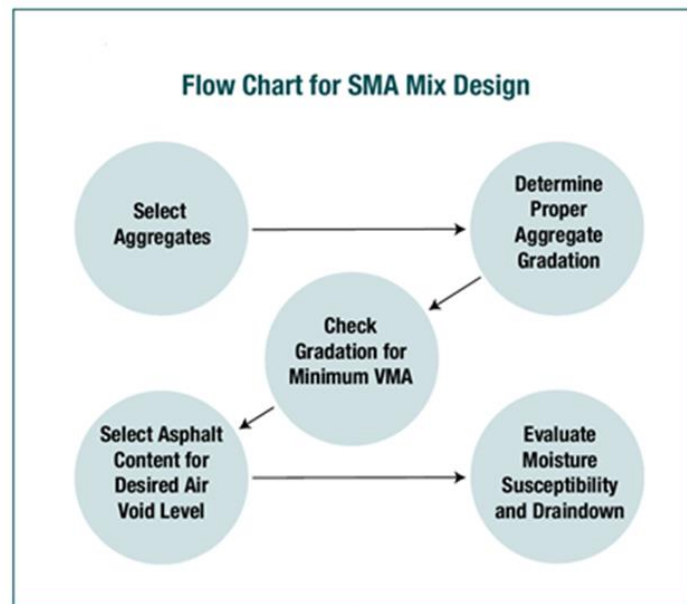 Flow Chart for SMA Mix Design
Select
Aggregates
Determine
Proper
Aggregate
Gradation
Check
Gradation for
Minimum VMA
Select Asphalt
Content for
Desired Air
Void Level
Evaluate
Moisture
Susceptibility
and Draindown